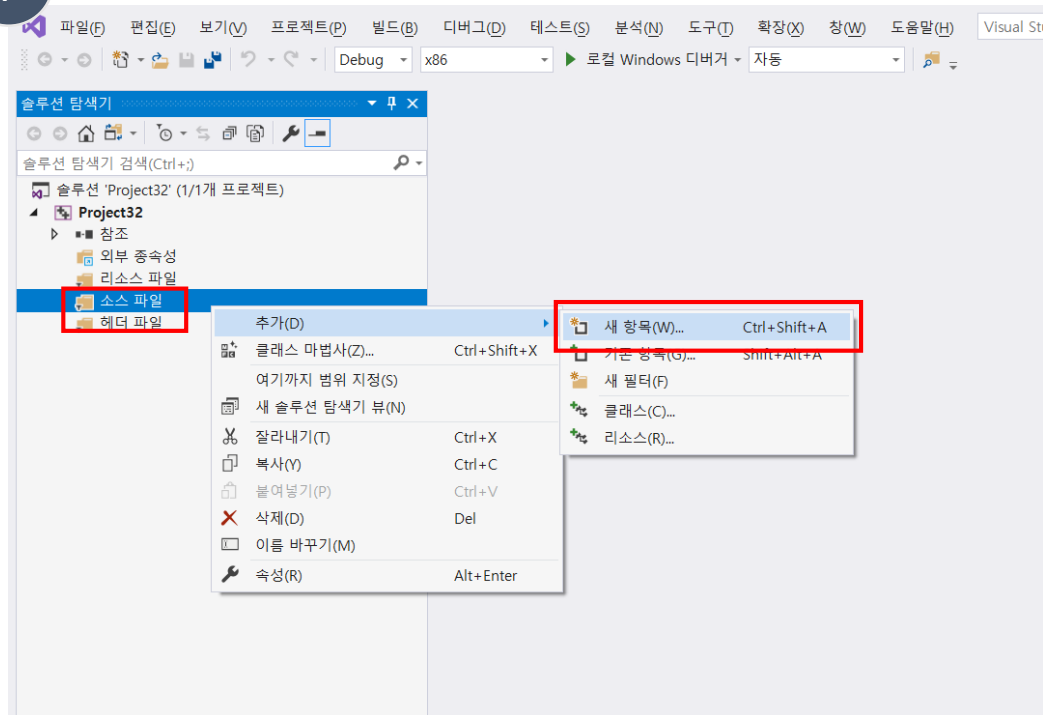 파일(F) 편집(E) 보기(V) 프로젝트(P) 빌드(B) 디버그(D) 테스트(S) 분석(N) 도구(T) 확장(X) 창(W) 도움말(H) Visual
Debug x86 로컬 Windows 디버거 자동
솔루션 탐색기
솔루션 탐색기 검색(Ctrl+;)
솔루션 'Project32' (1/1개 프로젝트)
Project32
참조
외부 종속성
리소스 파일
소스 파일
헤더 파일
추가(D)
클래스 마법사(Z)... Ctrl+Shift+X
여기까지 범위 지정(S)
새 솔루션 탐색기 뷰(N)
잘라내기(T) Ctrl+X
복사(Y) Ctrl+C
붙여넣기(P) Ctrl+V
삭제(D) Del
이름 바꾸기(M)
속성(R) Alt+Enter
새 항목(W)... Ctrl+Shift+A
기존 항목(G)... Shift+Alt+A
새 필터(F)
클래스(C)...
리소스(R)...